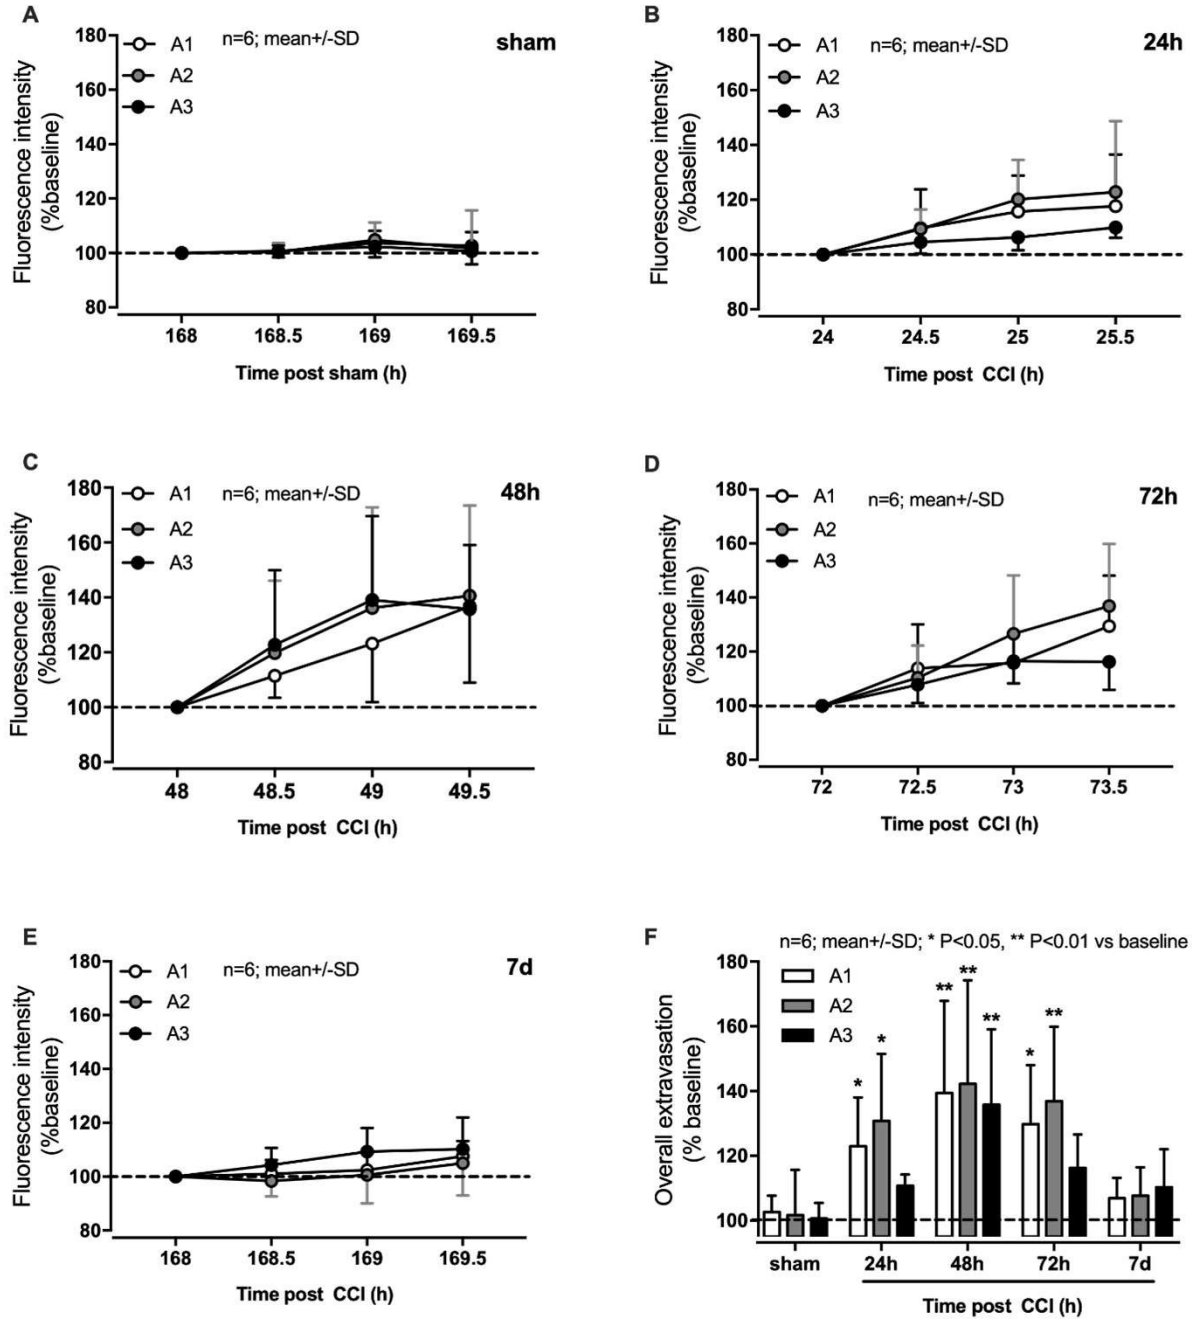 A
180
160
140
120
100
80
Fluorescence intensity
(%baseline)
A1
A2
A3
n=6; mean+/-SD
sham
168
168.5
169
169.5
Time post sham (h)
B
180
160
140
120
100
80
Fluorescence intensity
(%baseline)
A1
A2
A3
n=6; mean+/-SD
24h
24
24.5
25
25.5
Time post CCI (h)
C
180
160
140
120
100
80
Fluorescence intensity
(%baseline)
A1
A2
A3
n=6; mean+/-SD
48h
48
48.5
49
49.5
Time post CCI (h)
D
180
160
140
120
100
80
Fluorescence intensity
(%baseline)
A1
A2
A3
n=6; mean+/-SD
72h
72
72.5
73
73.5
Time post CCI (h)
E
180
160
140
120
100
80
Fluorescence intensity
(%baseline)
A1
A2
A3
n=6; mean+/-SD
7d
168
168.5
169
169.5
Time post CCI (h)
F
n=6; mean+/-SD; * P<0.05, ** P<0.01 vs baseline
180
160
140
120
100
Overall extravasation
(% baseline)
A1
A2
A3
*
*
**
**
**
*
**
sham
24h
48h
72h
7d
Time post CCI (h)